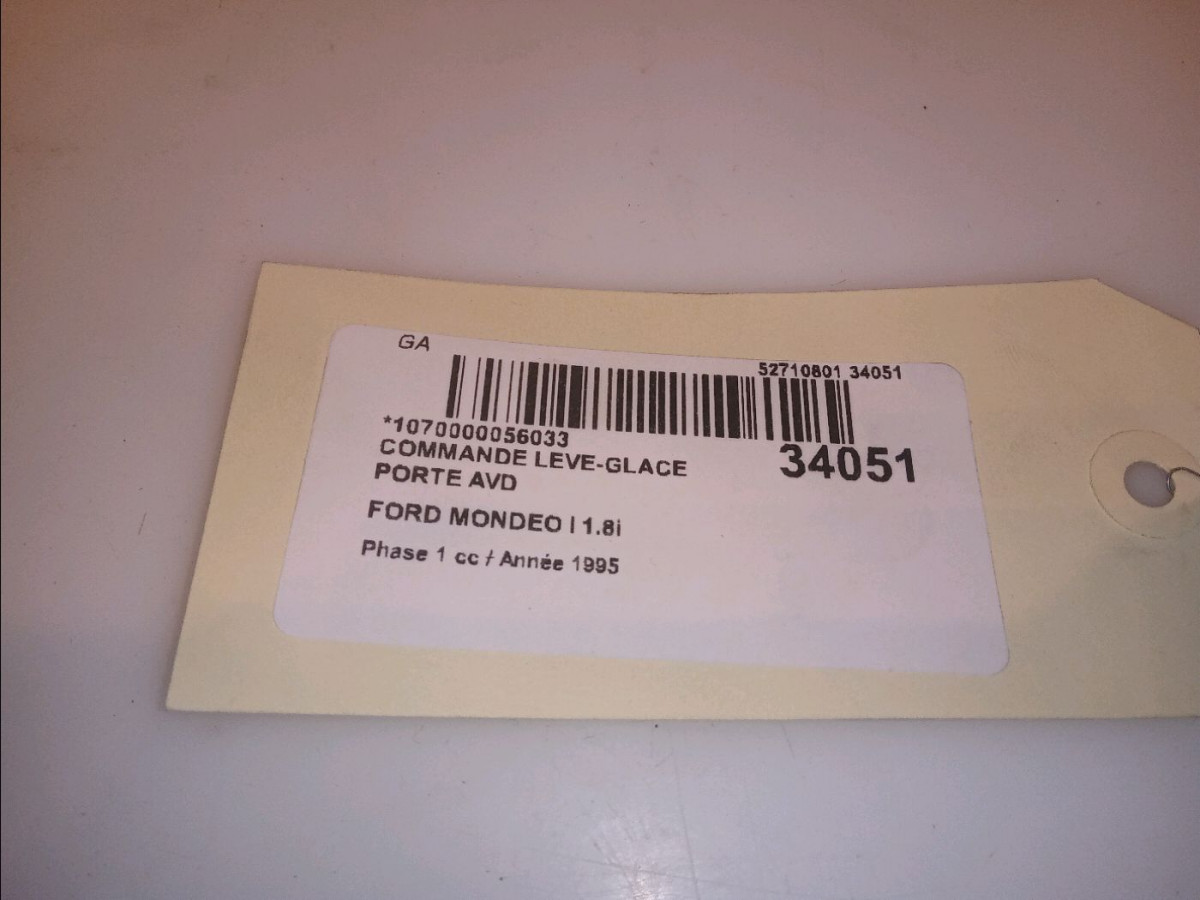 GA
52710801 34051
*1070000056033
34051
COMMANDE LEVE-GLACE
PORTE AVD
FORD MONDEO I 1.8i
Phase 1 cc / Année 1995